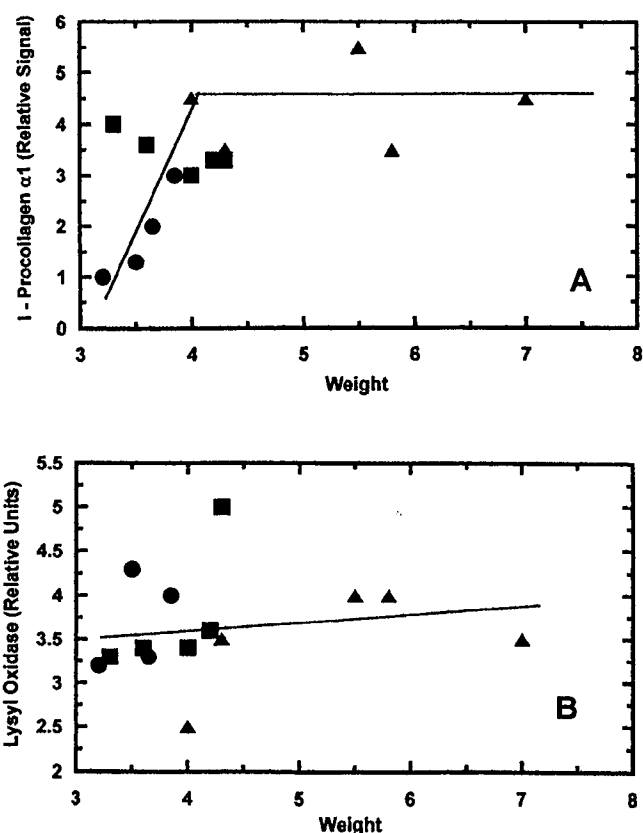 I - Procollagen α1 (Relative Signal)
6
5
4
3
2
1
0
A
3 4 5 6 7 8
Weight
Lysyl Oxidase (Relative Units)
5.5
5
4.5
4
3.5
3
2.5
2
B
3 4 5 6 7 8
Weight